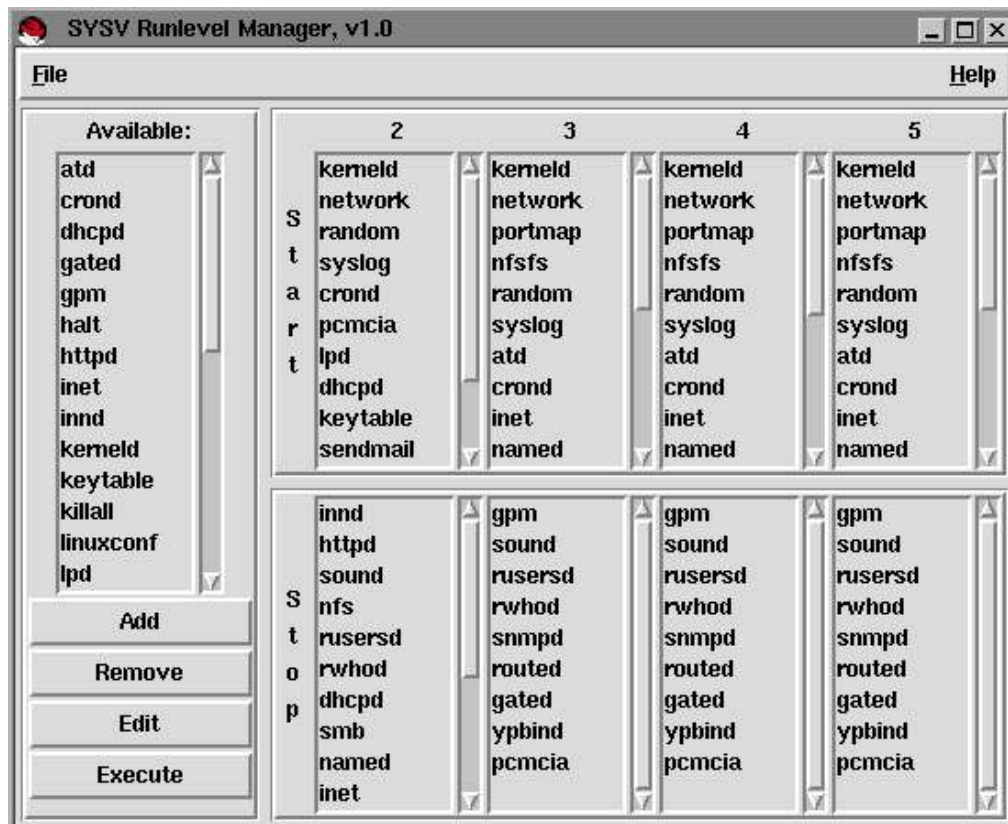 SYSV Runlevel Manager, v1.0
File Help
Available:
atd
crond
dhcpd
gated
gpm
halt
httpd
inet
innd
kerneld
keytable
killall
linuxconf
lpd
Add
Remove
Edit
Execute
Start
2
kerneld
network
random
syslog
crond
pcmcia
lpd
dhcpd
keytable
sendmail
3
kerneld
network
portmap
nfsfs
random
syslog
atd
crond
inet
named
4
kerneld
network
portmap
nfsfs
random
syslog
atd
crond
inet
named
5
kerneld
network
portmap
nfsfs
random
syslog
atd
crond
inet
named
Stop
innd
httpd
sound
nfs
rusersd
rwhod
dhcpd
smb
named
inet
gpm
sound
rusersd
rwhod
snmpd
routed
gated
ypbind
pcmcia
gpm
sound
rusersd
rwhod
snmpd
routed
gated
ypbind
pcmcia
gpm
sound
rusersd
rwhod
snmpd
routed
gated
ypbind
pcmcia